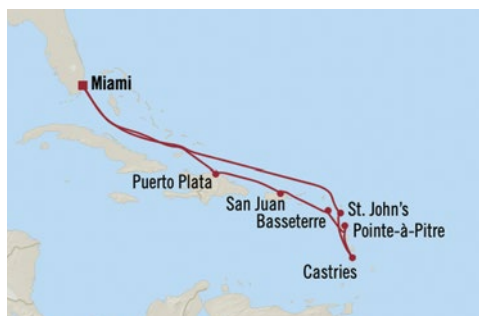 Miami
Puerto Plata
San Juan
Basseterre
St. John's
Pointe-à-Pitre
Castries